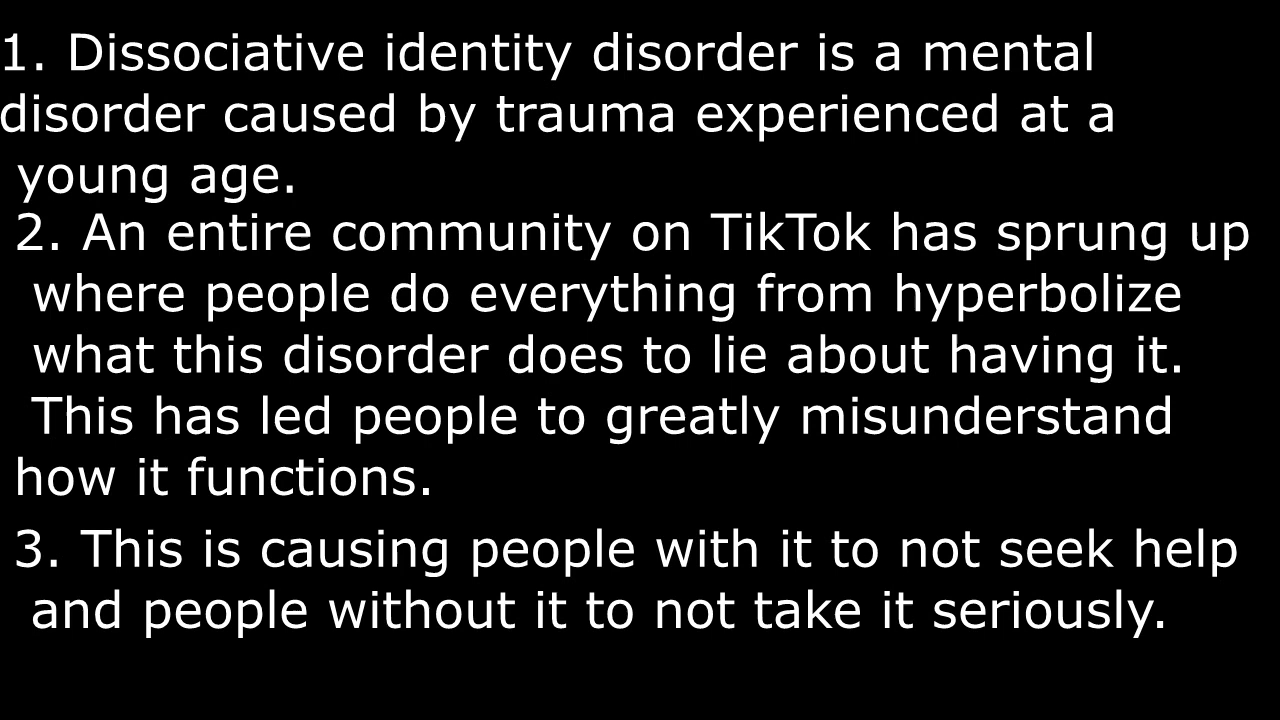 1. Dissociative identity disorder is a mental
disorder caused by trauma experienced at a
young age.
2. An entire community on TikTok has sprung up
where people do everything from hyperbolize
what this disorder does to lie about having it.
This has led people to greatly misunderstand
how it functions.
3. This is causing people with it to not seek help
and people without it to not take it seriously.